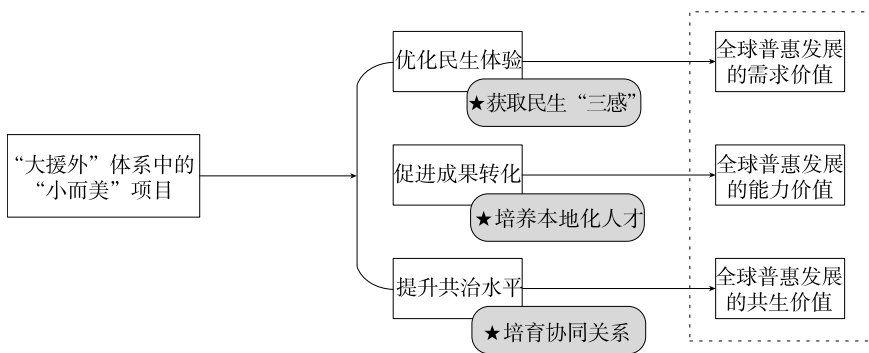 “大援外”体系中的
“小而美”项目
优化民生体验
★获取民生“三感”
全球普惠发展
的需求价值
促进成果转化
★培养本地化人才
全球普惠发展
的能力价值
提升共治水平
★培育协同关系
全球普惠发展
的共生价值